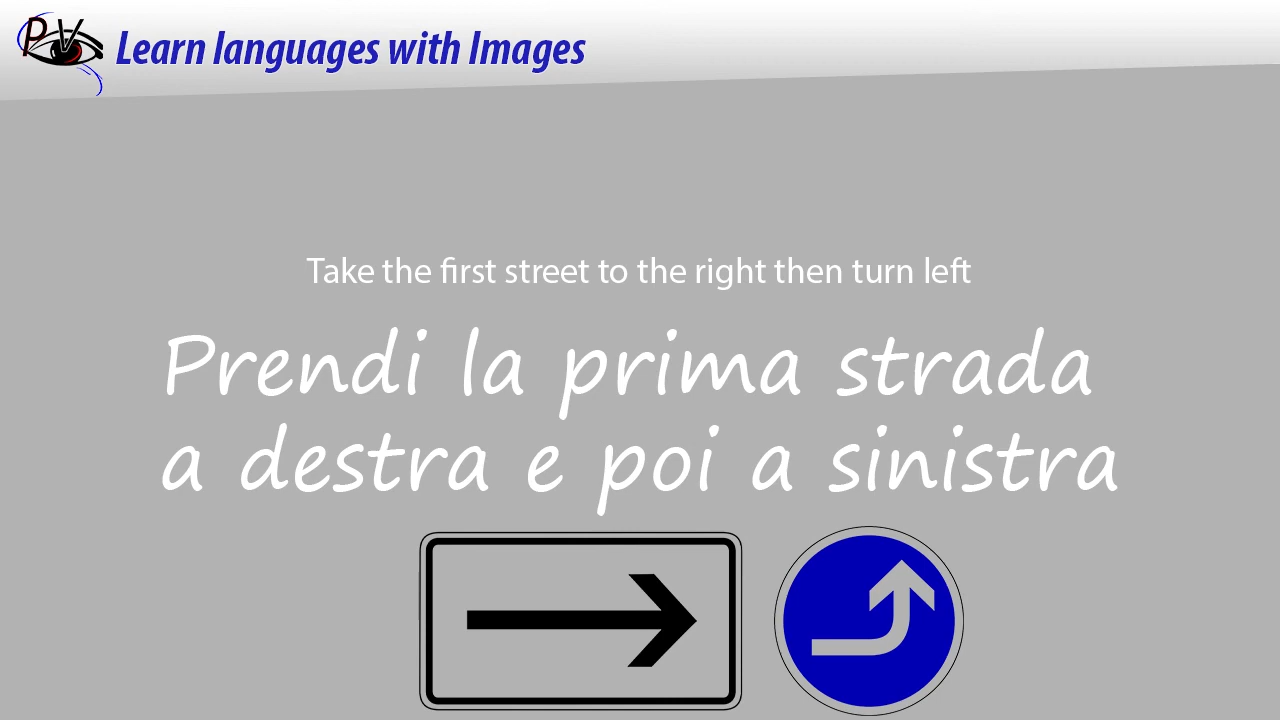 PV
Learn languages with Images
Take the first street to the right then turn left
Prendi la prima strada
a destra e poi a sinistra